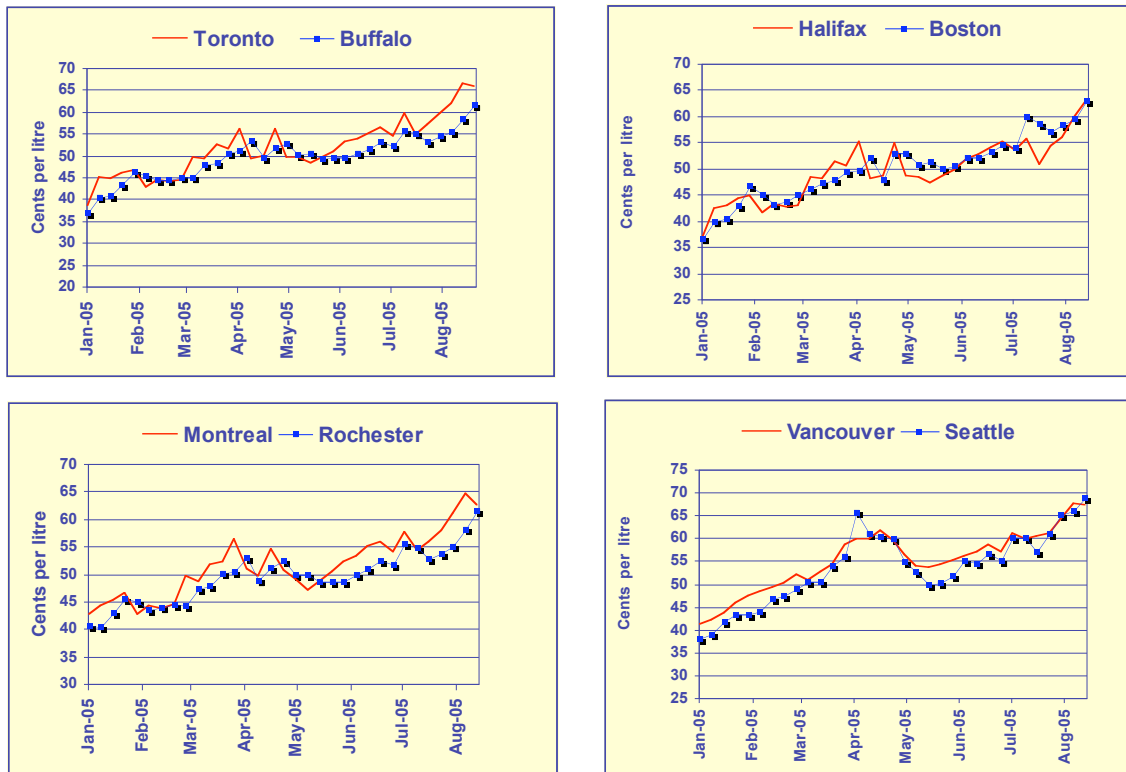 Toronto Buffalo
Cents per litre
70
65
60
55
50
45
40
35
30
25
20
Jan-05
Feb-05
Mar-05
Apr-05
May-05
Jun-05
Jul-05
Aug-05
Halifax Boston
Cents per litre
70
65
60
55
50
45
40
35
30
25
Jan-05
Feb-05
Mar-05
Apr-05
May-05
Jun-05
Jul-05
Aug-05
Montreal Rochester
Cents per litre
70
65
60
55
50
45
40
35
30
Jan-05
Feb-05
Mar-05
Apr-05
May-05
Jun-05
Jul-05
Aug-05
Vancouver Seattle
Cents per litre
75
70
65
60
55
50
45
40
35
30
25
Jan-05
Feb-05
Mar-05
Apr-05
May-05
Jun-05
Jul-05
Aug-05